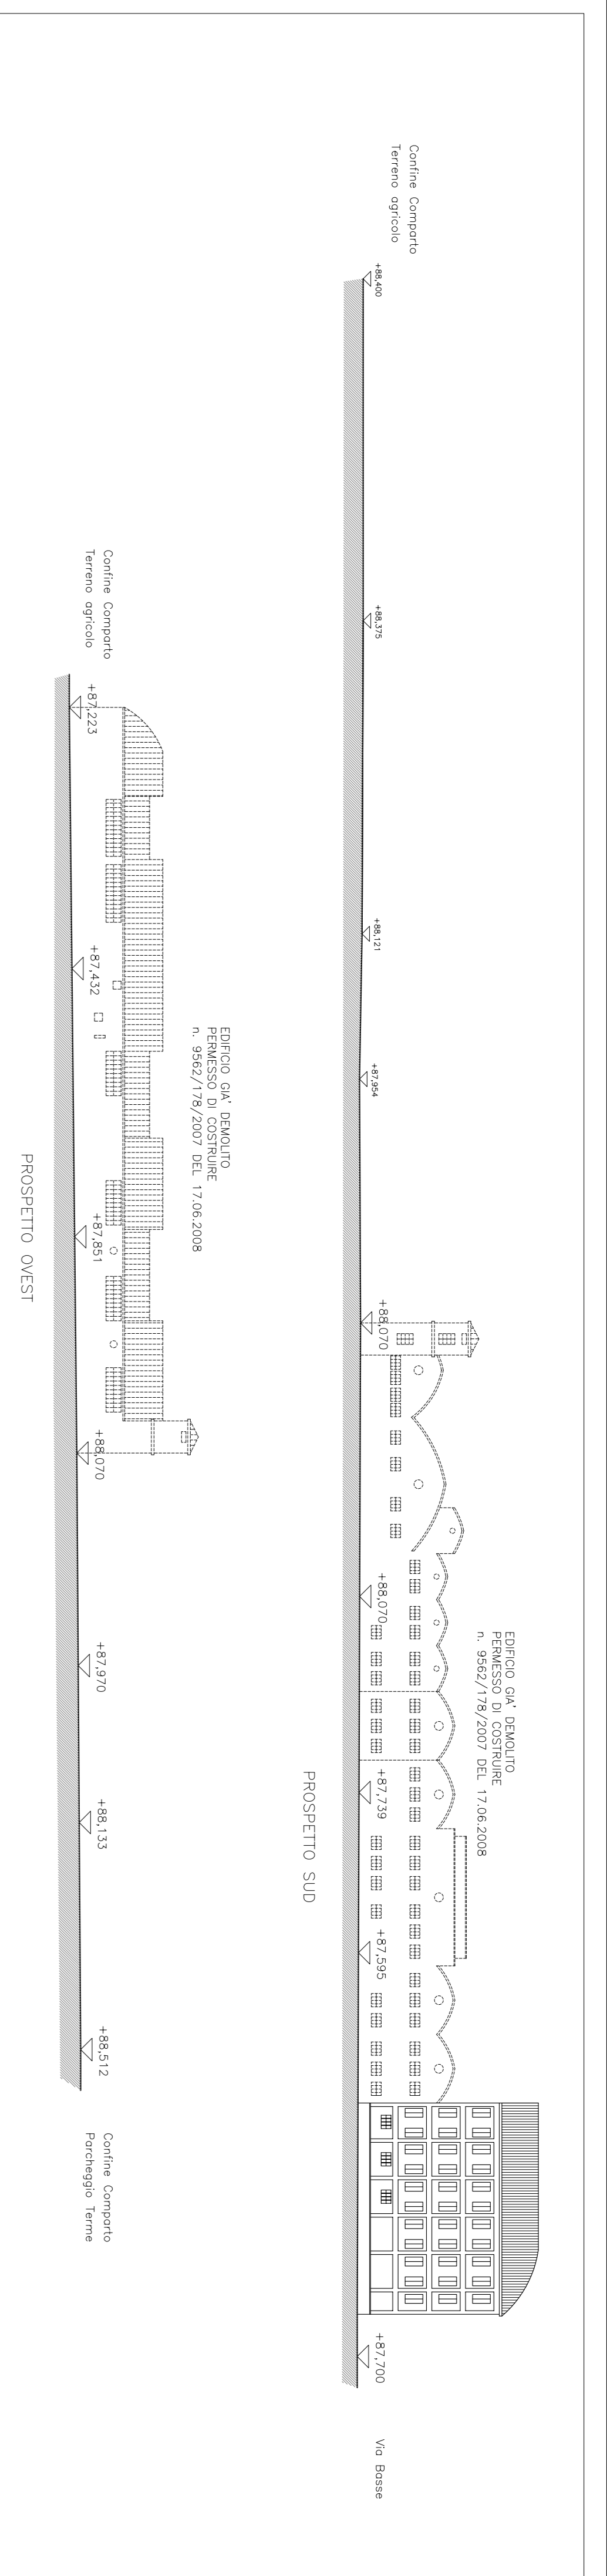 Confine Comparto
Terreno agricolo
+88,400
+88,375
+88,121
+87,954
+88,070
+88,070
+87,739
+87,595
+87,700
Via Basse
EDIFICIO GIA' DEMOLITO
PERMESSO DI COSTRUIRE
n. 9562/178/2007 DEL 17.06.2008
PROSPETTO SUD
Confine Comparto
Terreno agricolo
+87,223
+87,432
+87,851
+88,070
+87,970
+88,133
+88,512
Confine Comparto
Parcheggio Terme
EDIFICIO GIA' DEMOLITO
PERMESSO DI COSTRUIRE
n. 9562/178/2007 DEL 17.06.2008
PROSPETTO OVEST